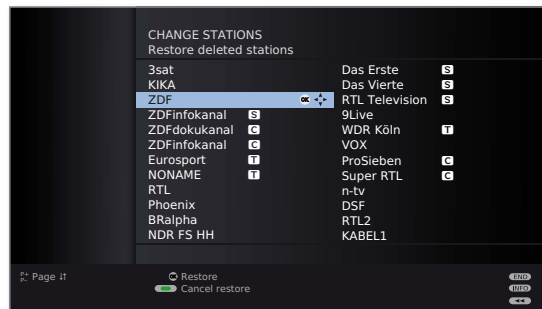 CHANGE STATIONS
Restore deleted stations
3sat
KIKA
ZDF OK
ZDFinfokanal S
ZDFdokukanal C
ZDFinfokanal C
Eurosport T
NONAME T
RTL
Phoenix
BRalpha
NDR FS HH
Das Erste S
Das Vierte S
RTL Television S
9Live
WDR Köln T
VOX
ProSieben C
Super RTL C
n-tv
DSF
RTL2
KABEL1
P+
P– Page
OK Restore
Cancel restore
END
INFO